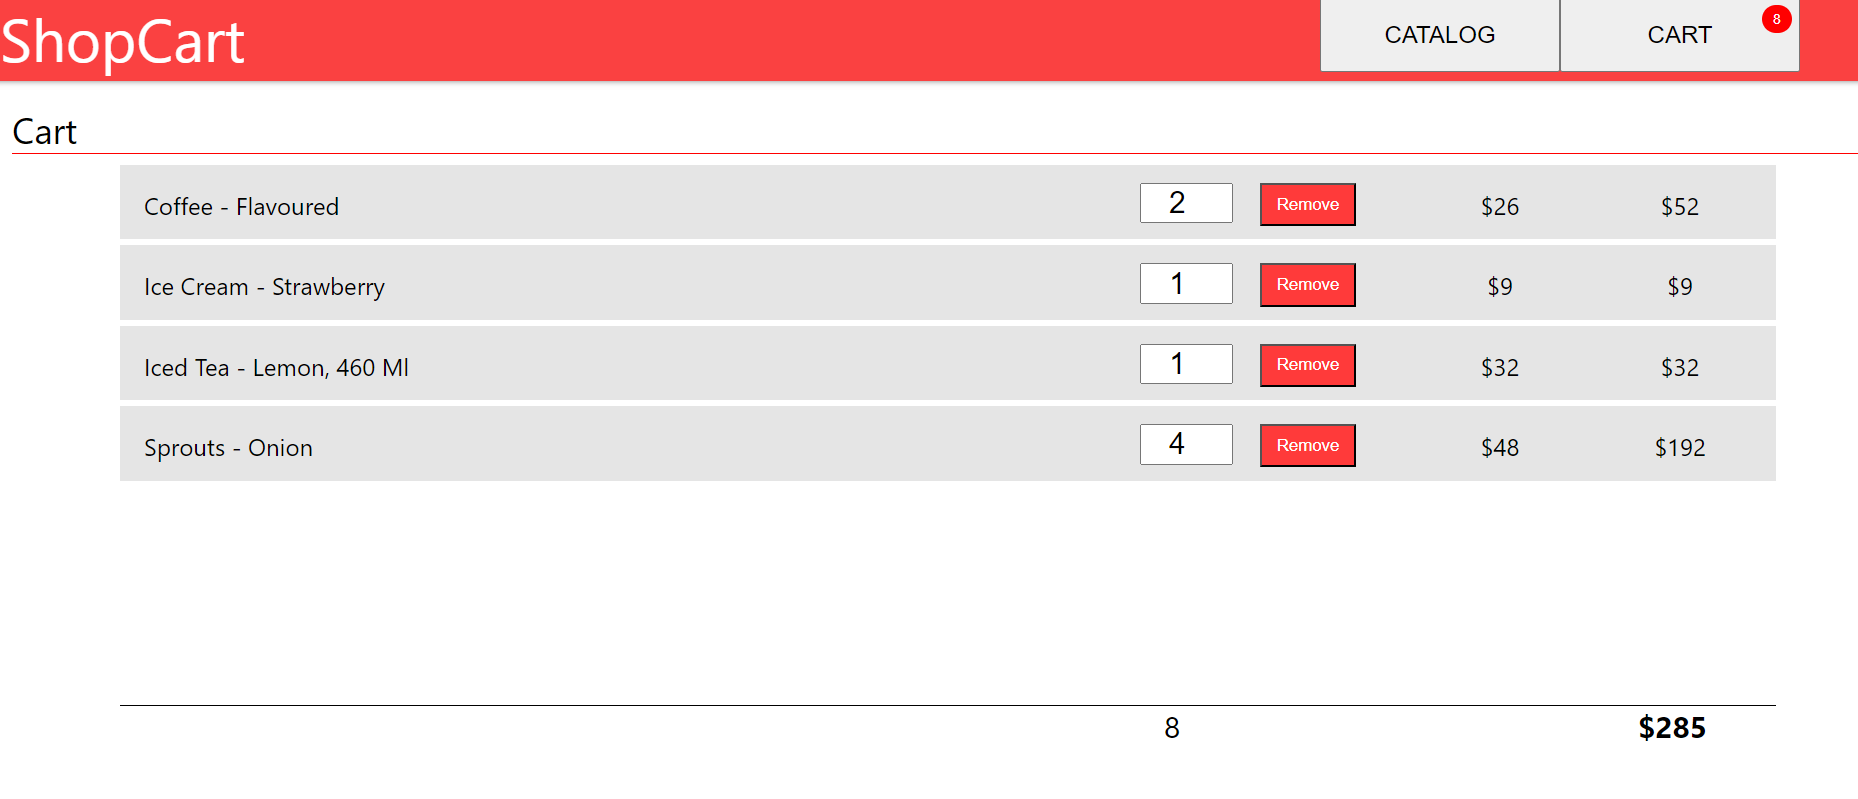 ShopCart CATALOG CART 8
Cart
Coffee - Flavoured 2 Remove $26 $52
Ice Cream - Strawberry 1 Remove $9 $9
Iced Tea - Lemon, 460 Ml 1 Remove $32 $32
Sprouts - Onion 4 Remove $48 $192
8 $285